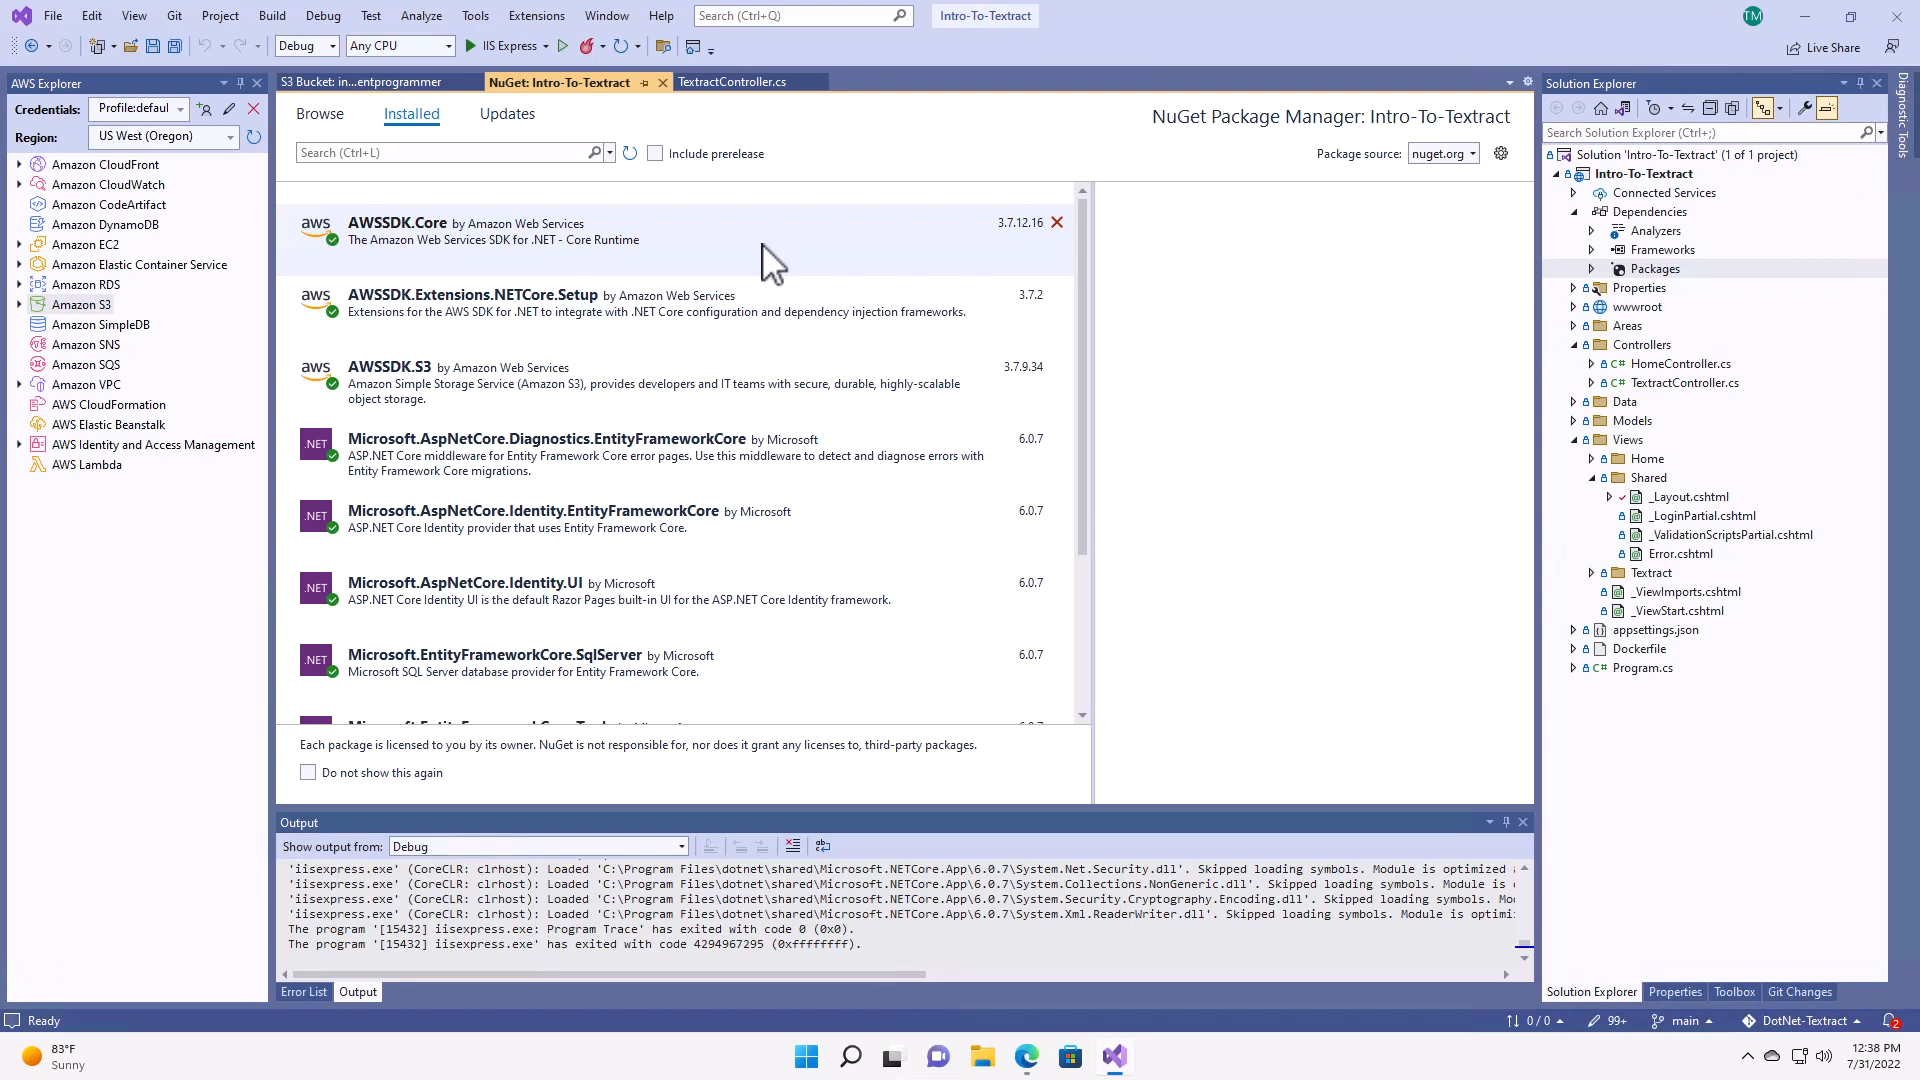 File Edit View Git Project Build Debug Test Analyze Tools Extensions Window Help Search (Ctrl+Q) Intro-To-Textract TM
Debug Any CPU IIS Express Live Share
AWS Explorer
Credentials: Profile:defaul
Region: US West (Oregon)
Amazon CloudFront
Amazon CloudWatch
Amazon CodeArtifact
Amazon DynamoDB
Amazon EC2
Amazon Elastic Container Service
Amazon RDS
Amazon S3
Amazon SimpleDB
Amazon SNS
Amazon SQS
Amazon VPC
AWS CloudFormation
AWS Elastic Beanstalk
AWS Identity and Access Management
AWS Lambda
S3 Bucket: in...entprogrammer NuGet: Intro-To-Textract TextractController.cs
Browse Installed Updates
NuGet Package Manager: Intro-To-Textract
Search (Ctrl+L) Include prerelease
Package source: nuget.org
aws AWSSDK.Core by Amazon Web Services 3.7.12.16
The Amazon Web Services SDK for .NET - Core Runtime
aws AWSSDK.Extensions.NETCore.Setup by Amazon Web Services 3.7.2
Extensions for the AWS SDK for .NET to integrate with .NET Core configuration and dependency injection frameworks.
aws AWSSDK.S3 by Amazon Web Services 3.7.9.34
Amazon Simple Storage Service (Amazon S3), provides developers and IT teams with secure, durable, highly-scalable
object storage.
.NET Microsoft.AspNetCore.Diagnostics.EntityFrameworkCore by Microsoft 6.0.7
ASP.NET Core middleware for Entity Framework Core error pages. Use this middleware to detect and diagnose errors with
Entity Framework Core migrations.
.NET Microsoft.AspNetCore.Identity.EntityFrameworkCore by Microsoft 6.0.7
ASP.NET Core Identity provider that uses Entity Framework Core.
.NET Microsoft.AspNetCore.Identity.UI by Microsoft 6.0.7
ASP.NET Core Identity UI is the default Razor Pages built-in UI for the ASP.NET Core Identity framework.
.NET Microsoft.EntityFrameworkCore.SqlServer by Microsoft 6.0.7
Microsoft SQL Server database provider for Entity Framework Core.
Each package is licensed to you by its owner. NuGet is not responsible for, nor does it grant any licenses to, third-party packages.
Do not show this again
Output
Show output from: Debug
'iisexpress.exe' (CoreCLR: clrhost): Loaded 'C:\Program Files\dotnet\shared\Microsoft.NETCore.App\6.0.7\System.Net.Security.dll'. Skipped loading symbols. Module is optimized
'iisexpress.exe' (CoreCLR: clrhost): Loaded 'C:\Program Files\dotnet\shared\Microsoft.NETCore.App\6.0.7\System.Collections.NonGeneric.dll'. Skipped loading symbols. Module is
'iisexpress.exe' (CoreCLR: clrhost): Loaded 'C:\Program Files\dotnet\shared\Microsoft.NETCore.App\6.0.7\System.Security.Cryptography.Encoding.dll'. Skipped loading symbols. Mo
'iisexpress.exe' (CoreCLR: clrhost): Loaded 'C:\Program Files\dotnet\shared\Microsoft.NETCore.App\6.0.7\System.Xml.ReaderWriter.dll'. Skipped loading symbols. Module is optimi
The program '[15432] iisexpress.exe: Program Trace' has exited with code 0 (0x0).
The program '[15432] iisexpress.exe' has exited with code 4294967295 (0xffffffff).
Error List Output
Solution Explorer
Search Solution Explorer (Ctrl+;)
Solution 'Intro-To-Textract' (1 of 1 project)
Intro-To-Textract
Connected Services
Dependencies
Analyzers
Frameworks
Packages
Properties
wwwroot
Areas
Controllers
C# HomeController.cs
C# TextractController.cs
Data
Models
Views
Home
Shared
_Layout.cshtml
_LoginPartial.cshtml
_ValidationScriptsPartial.cshtml
Error.cshtml
Textract
_ViewImports.cshtml
_ViewStart.cshtml
appsettings.json
Dockerfile
C# Program.cs
Solution Explorer Properties Toolbox Git Changes
Diagnostic Tools
Ready 0 / 0 99+ main DotNet-Textract 2
83°F
Sunny
12:38 PM
7/31/2022